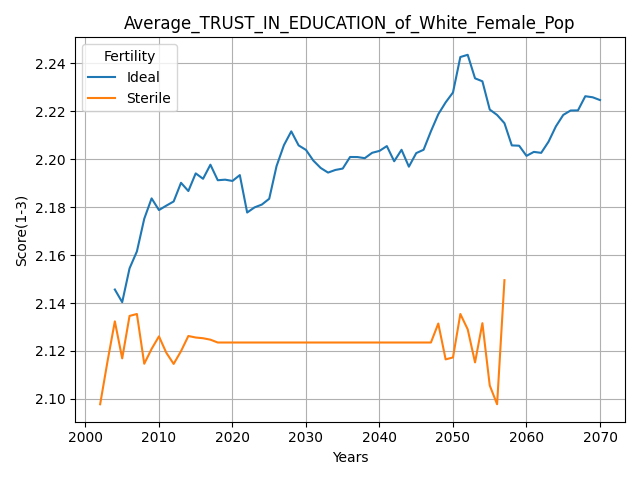 Average_TRUST_IN_EDUCATION_of_White_Female_Pop
Fertility
Ideal
Sterile
Score(1-3)
2.24
2.22
2.20
2.18
2.16
2.14
2.12
2.10
2000
2010
2020
2030
2040
2050
2060
2070
Years